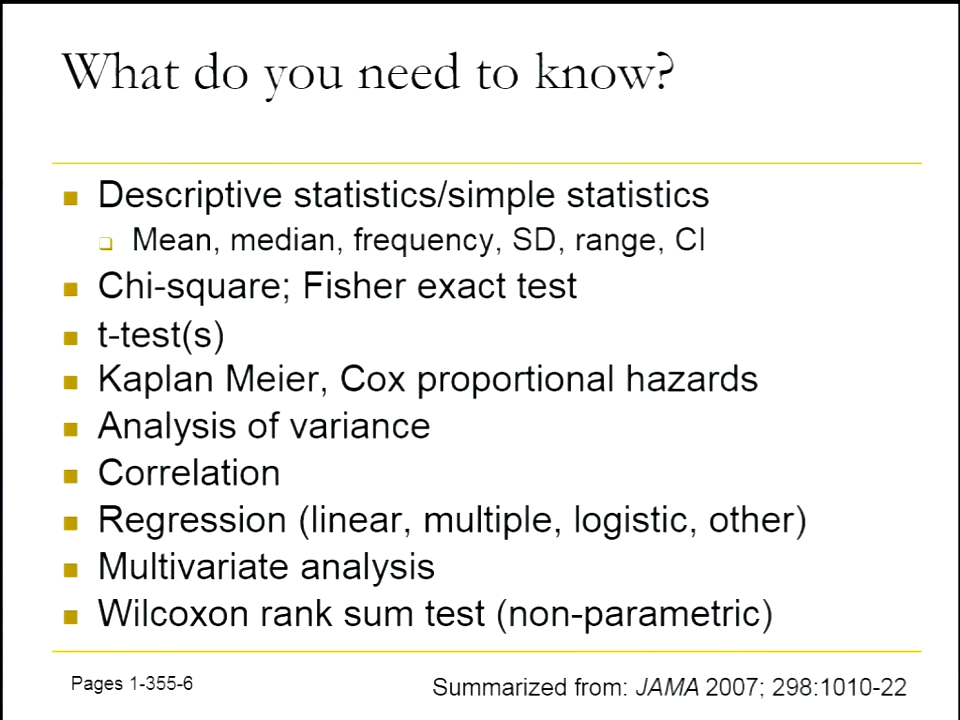 What do you need to know?
Descriptive statistics/simple statistics
Mean, median, frequency, SD, range, CI
Chi-square; Fisher exact test
t-test(s)
Kaplan Meier, Cox proportional hazards
Analysis of variance
Correlation
Regression (linear, multiple, logistic, other)
Multivariate analysis
Wilcoxon rank sum test (non-parametric)
Pages 1-355-6
Summarized from: JAMA 2007; 298:1010-22